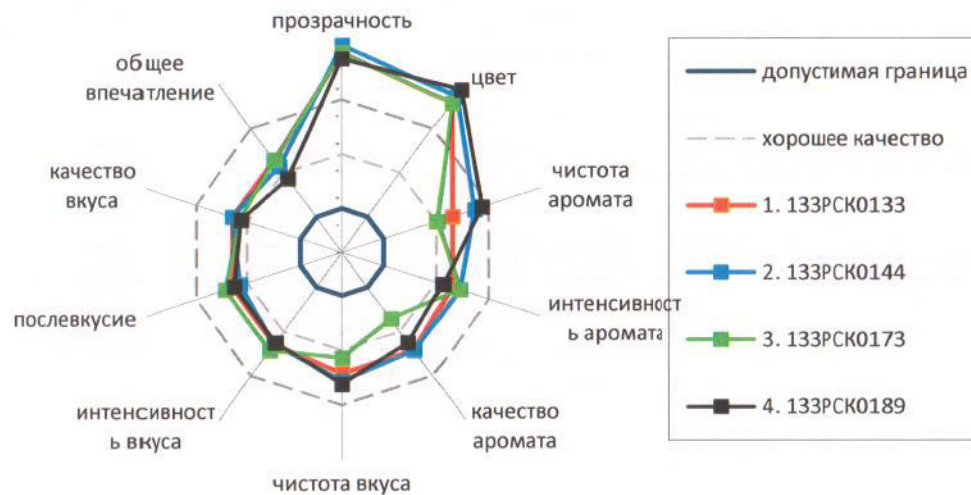 прозрачность
цвет
чистота
аромата
интенсивност
ь аромата
качество
аромата
чистота вкуса
интенсивност
ь вкуса
послевкусие
качество
вкуса
общее
впечатление
допустимая граница
хорошее качество
1. 133РСК0133
2. 133РСК0144
3. 133РСК0173
4. 133РСК0189